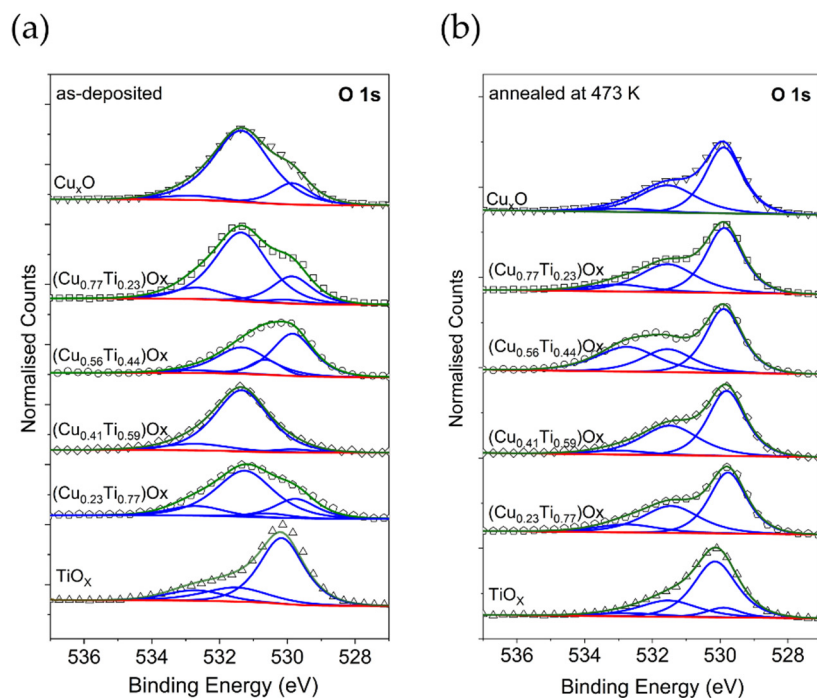 (a)
as-deposited O 1s
CuₓO
(Cu₀.₇₇Ti₀.₂₃)Ox
(Cu₀.₅₆Ti₀.₄₄)Ox
(Cu₀.₄₁Ti₀.₅₉)Ox
(Cu₀.₂₃Ti₀.₇₇)Ox
TiOₓ
Normalised Counts
536 534 532 530 528
Binding Energy (eV)
(b)
annealed at 473 K O 1s
CuₓO
(Cu₀.₇₇Ti₀.₂₃)Ox
(Cu₀.₅₆Ti₀.₄₄)Ox
(Cu₀.₄₁Ti₀.₅₉)Ox
(Cu₀.₂₃Ti₀.₇₇)Ox
TiOₓ
Normalised Counts
536 534 532 530 528
Binding Energy (eV)